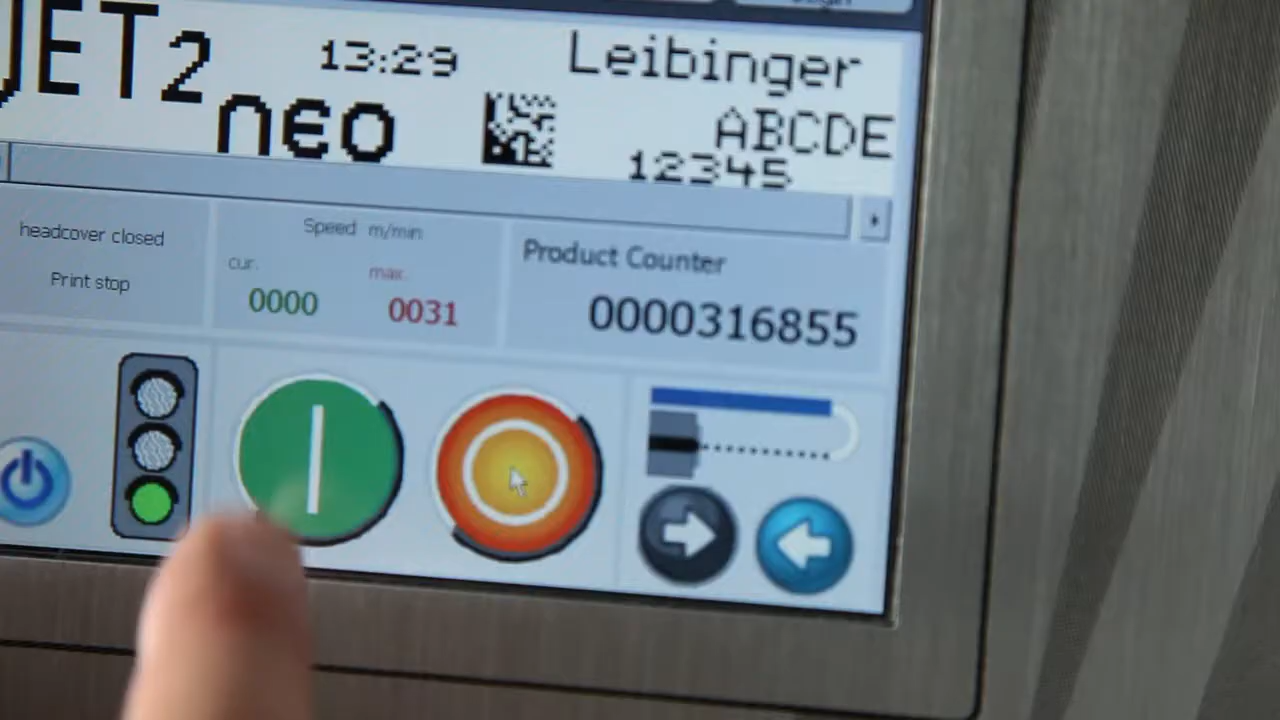 JET2
neo
13:29
Leibinger
ABCDE
12345
headcover closed
Print stop
Speed m/min
cur.
max.
0000
0031
Product Counter
0000316855